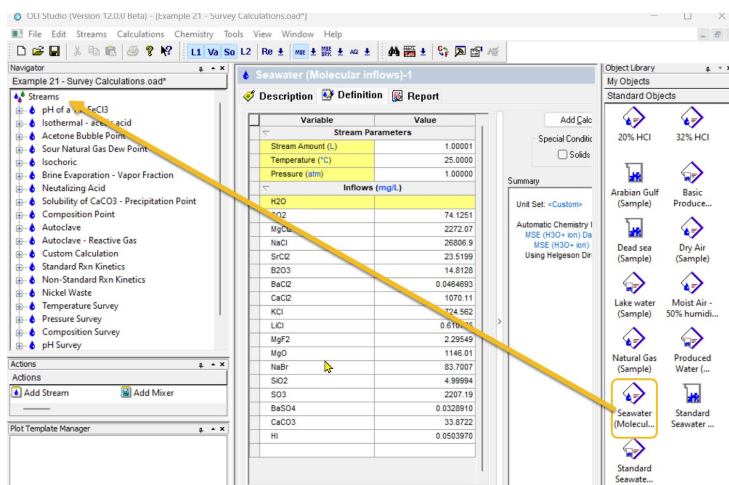 OLI Studio (Version 12.0.0 Beta) - [Example 21 - Survey Calculations.oad*]
File Edit Streams Calculations Chemistry Tools View Window Help
L1 Va So L2 Re MSE MSE SRK AQ
Navigator
Example 21 - Survey Calculations.oad*
Streams
pH of a
FeCl3
Isothermal - acetic acid
Acetone Bubble Point
Sour Natural Gas Dew Point
Isochoric
Brine Evaporation - Vapor Fraction
Neutalizing Acid
Solubility of CaCO3 - Precipitation Point
Composition Point
Autoclave
Autoclave - Reactive Gas
Custom Calculation
Standard Rxn Kinetics
Non-Standard Rxn Kinetics
Nickel Waste
Temperature Survey
Pressure Survey
Composition Survey
pH Survey
Actions
Actions
Add Stream Add Mixer
Plot Template Manager
Seawater (Molecular inflows)-1
Description Definition Report
Variable Value
Stream Parameters
Stream Amount (L) 1.00001
Temperature (°C) 25.0000
Pressure (atm) 1.00000
Inflows (mg/L)
H2O
74.1251
MgCl2 2272.07
NaCl 26806.9
SrCl2 23.5199
B2O3 14.8128
BaCl2 0.0464693
CaCl2 1070.11
KCl 724.562
LiCl
MgF2 2.29549
MgO 1146.01
NaBr 83.7007
SiO2 4.99994
SO3 2207.19
BaSO4 0.0328910
CaCO3 33.8722
HI 0.0503970
Add Calc
Special Conditic
Solids
Summary
Unit Set: <Custom>
Automatic Chemistry I
MSE (H3O+ ion) Da
MSE (H3O+ ion)
Using Helgeson Dir
Object Library
My Objects
Standard Objects
20% HCl 32% HCl
Arabian Gulf (Sample)
Basic Produce...
Dead sea (Sample)
Dry Air (Sample)
Lake water (Sample)
Moist Air - 50% humidi...
Natural Gas (Sample)
Produced Water (...
Seawater (Molecul...
Standard Seawater ...
Standard Seawate...